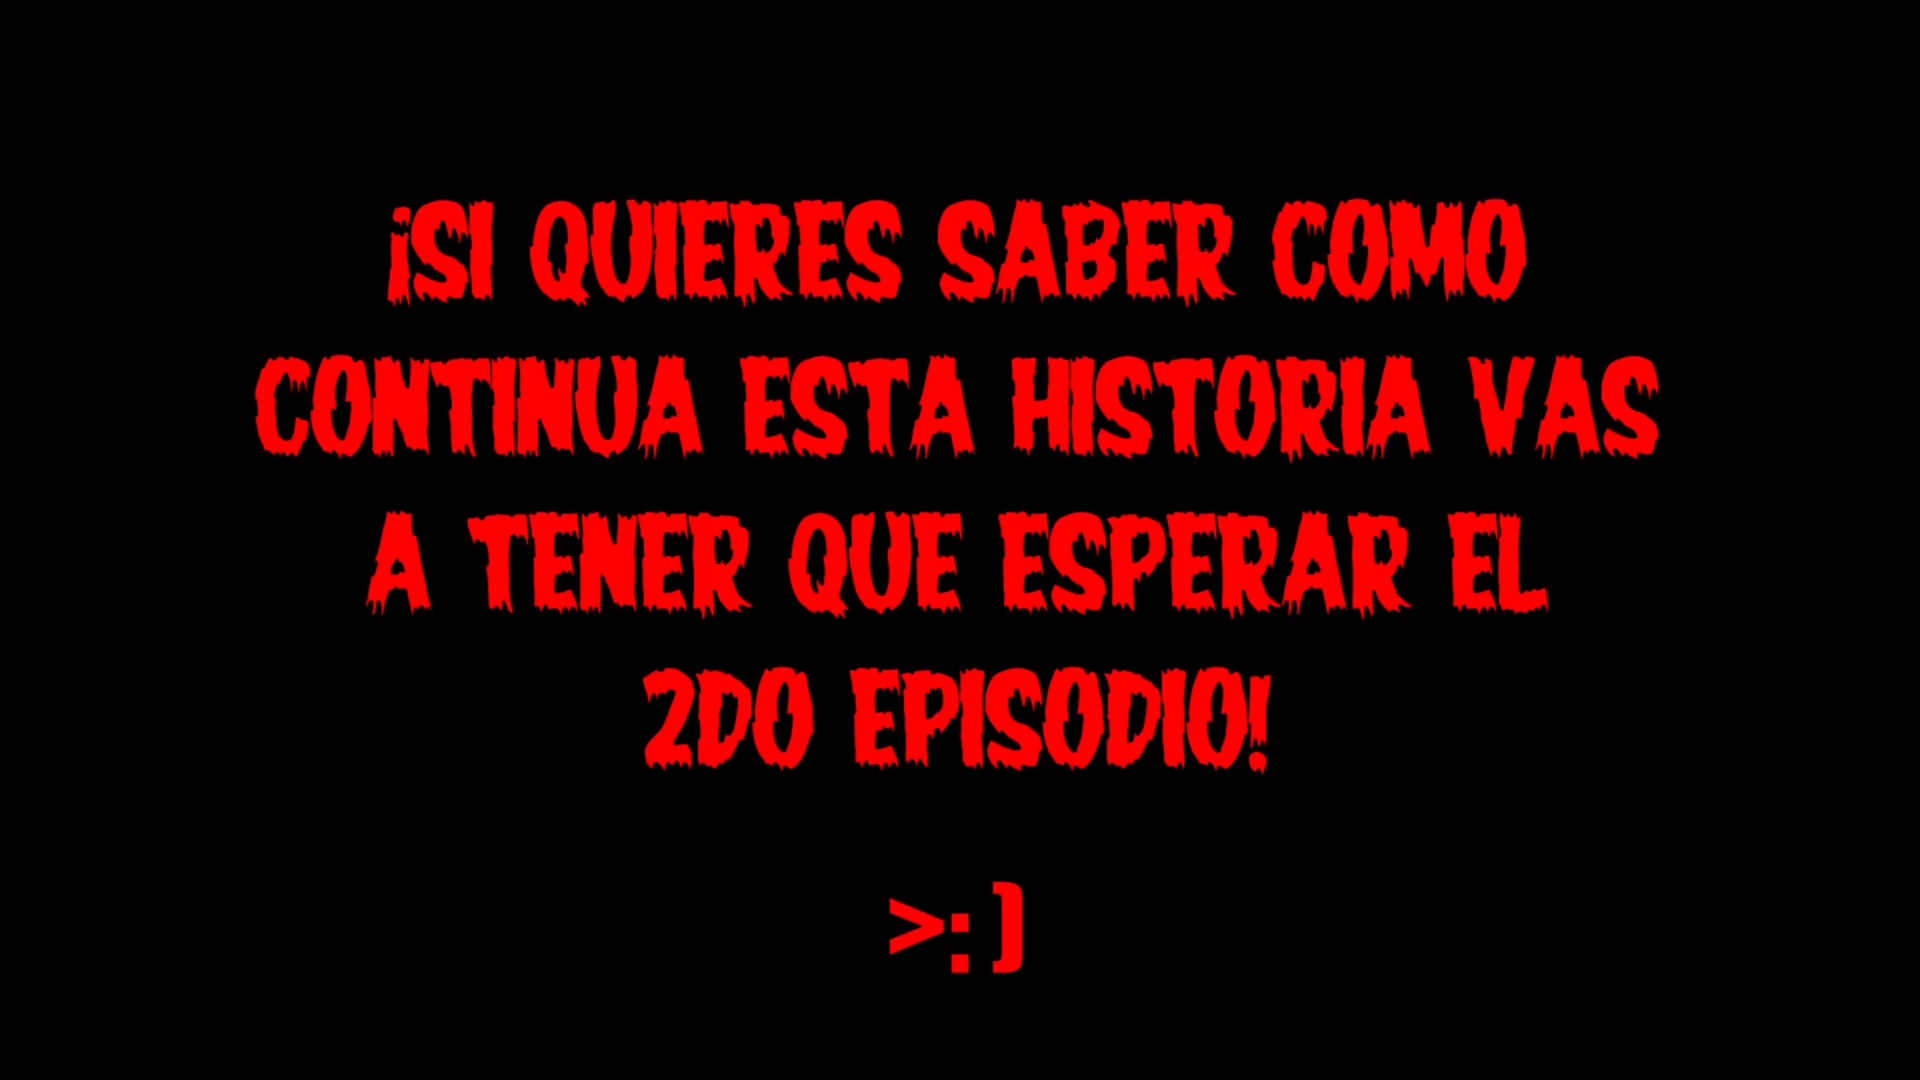 ¡SI QUIERES SABER COMO
CONTINUA ESTA HISTORIA VAS
A TENER QUE ESPERAR EL
2DO EPISODIO!
>:)